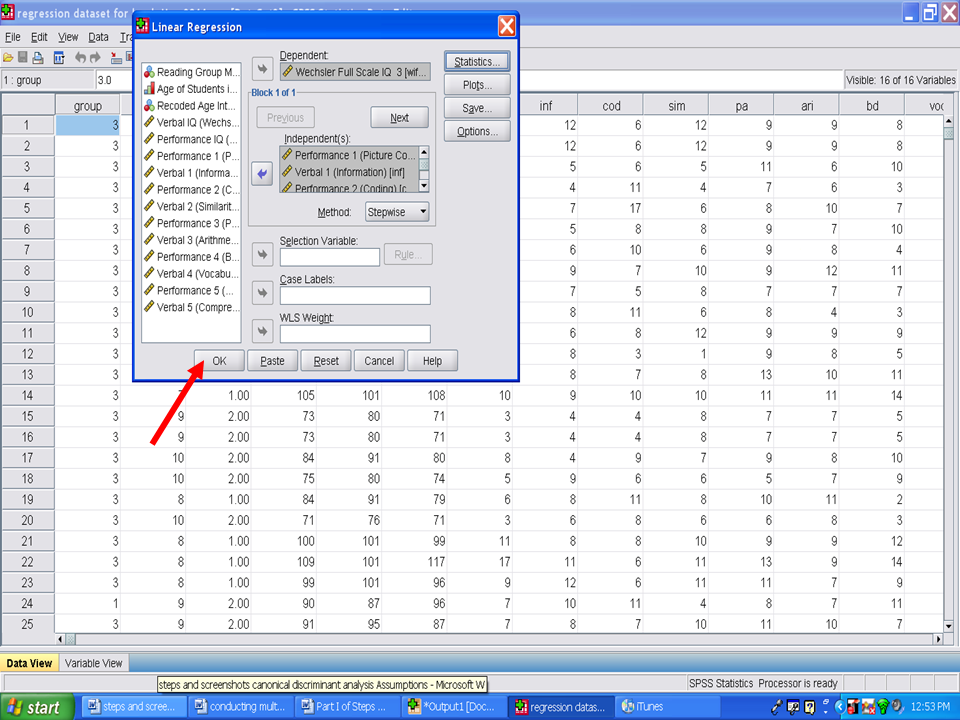 File Edit View Data
1 : group 3.0 Visible: 16 of 16 Variables
Linear Regression
Reading Group M...
Age of Students i...
Recoded Age Int...
Verbal IQ (Wechs...
Performance IQ (...
Performance 1 (P...
Verbal 1 (Informa...
Performance 2 (C...
Verbal 2 (Similarit...
Performance 3 (P...
Verbal 3 (Arithme...
Performance 4 (B...
Verbal 4 (Vocabu...
Performance 5 (...
Verbal 5 (Compre...
Dependent:
Wechsler Full Scale IQ 3 [wif...
Block 1 of 1
Previous Next
Independent(s):
Performance 1 (Picture Co...
Verbal 1 (Information) [inf]
Performance 2 (Coding) [c
Method: Stepwise
Selection Variable:
Rule...
Case Labels:
WLS Weight:
Statistics...
Plots...
Save...
Options...
OK Paste Reset Cancel Help
group inf cod sim pa ari bd voc
1 3 12 6 12 9 9 8
2 3 12 6 12 9 9 8
3 3 5 6 5 11 6 10
4 3 4 11 4 7 6 3
5 3 7 17 6 8 10 7
6 3 5 8 8 9 7 10
7 3 6 10 6 9 8 4
8 3 9 7 10 9 12 11
9 3 7 5 8 7 7 7
10 3 8 11 6 8 4 3
11 3 6 8 12 9 9 9
12 3 8 3 1 9 8 5
13 3 8 7 8 13 10 11
14 3 1.00 105 101 108 10 9 10 10 11 11 14
15 3 9 2.00 73 80 71 3 4 4 8 7 7 5
16 3 9 2.00 73 80 71 3 4 4 8 7 7 5
17 3 10 2.00 84 91 80 8 4 9 7 9 8 10
18 3 10 2.00 75 80 74 5 9 6 6 5 7 9
19 3 8 1.00 84 91 79 6 8 11 8 10 11 2
20 3 10 2.00 71 76 71 3 6 8 6 6 8 3
21 3 8 1.00 100 101 99 11 8 8 10 9 9 12
22 3 8 1.00 109 101 117 17 11 6 11 13 9 14
23 3 8 1.00 99 101 96 9 12 6 11 11 7 9
24 1 9 2.00 90 87 96 7 10 11 4 8 7 11
25 3 9 2.00 91 95 87 7 8 7 10 11 10 7
Data View Variable View
steps and screenshots canonical discriminant analysis Assumptions - Microsoft W
SPSS Statistics Processor is ready
start steps and scree... conducting mult... Part I of Steps ... *Output1 [Doc... regression datas... iTunes 12:53 PM